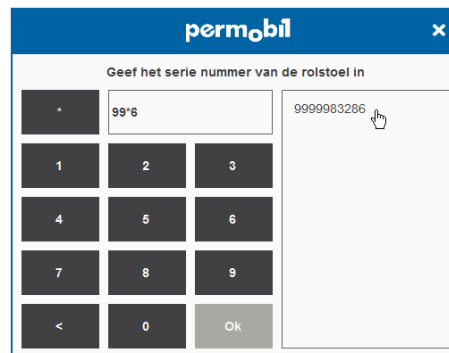 permobil
×
Geef het serie nummer van de rolstoel in
* 99*6 9999983286
1 2 3
4 5 6
7 8 9
< 0 Ok